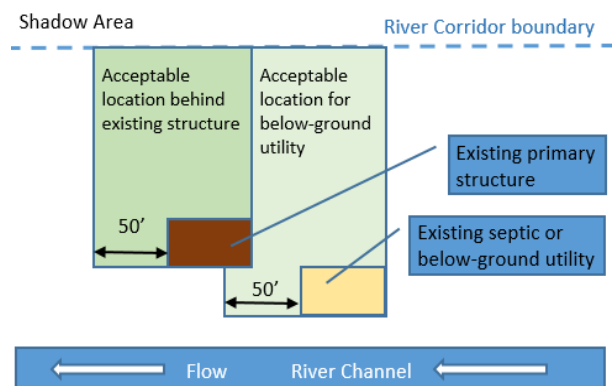 Shadow Area
River Corridor boundary
Acceptable
location behind
existing structure
Acceptable
location for
below-ground
utility
Existing primary
structure
50’
Existing septic or
below-ground utility
50’
Flow
River Channel